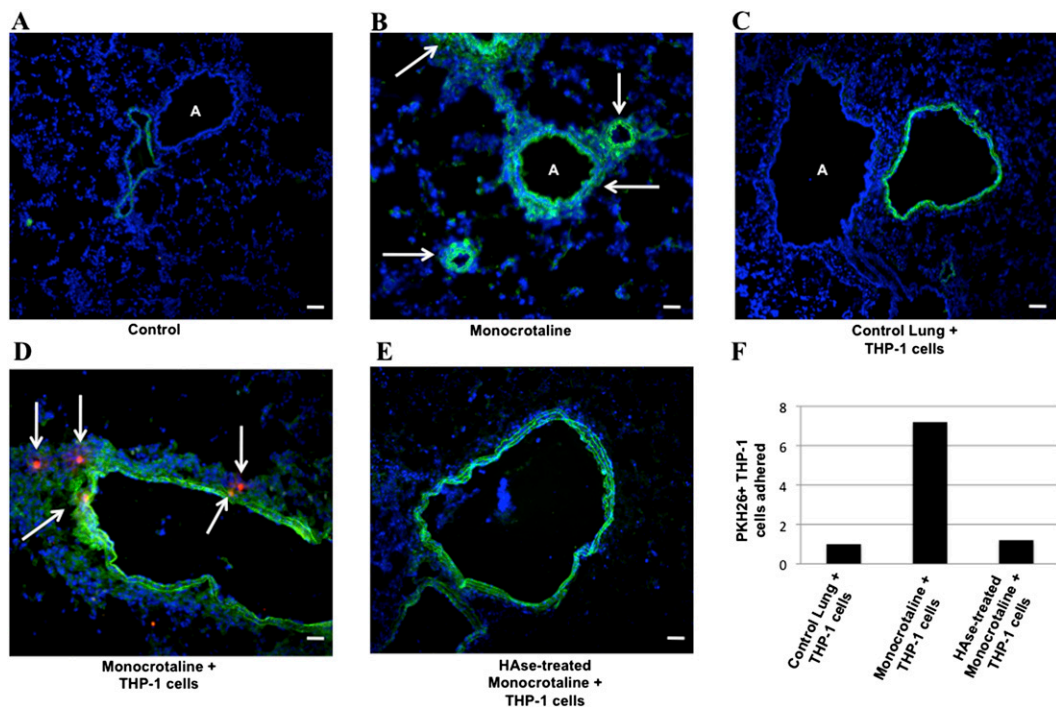 A
B
C
A
A
A
Control
Monocrotaline
Control Lung +
THP-1 cells
D
E
F
Monocrotaline +
THP-1 cells
HAse-treated
Monocrotaline +
THP-1 cells
PKH26+ THP-1
cells adhered
8
6
4
2
0
Control Lung +
THP-1 cells
Monocrotaline +
THP-1 cells
HAse-treated
Monocrotaline +
THP-1 cells